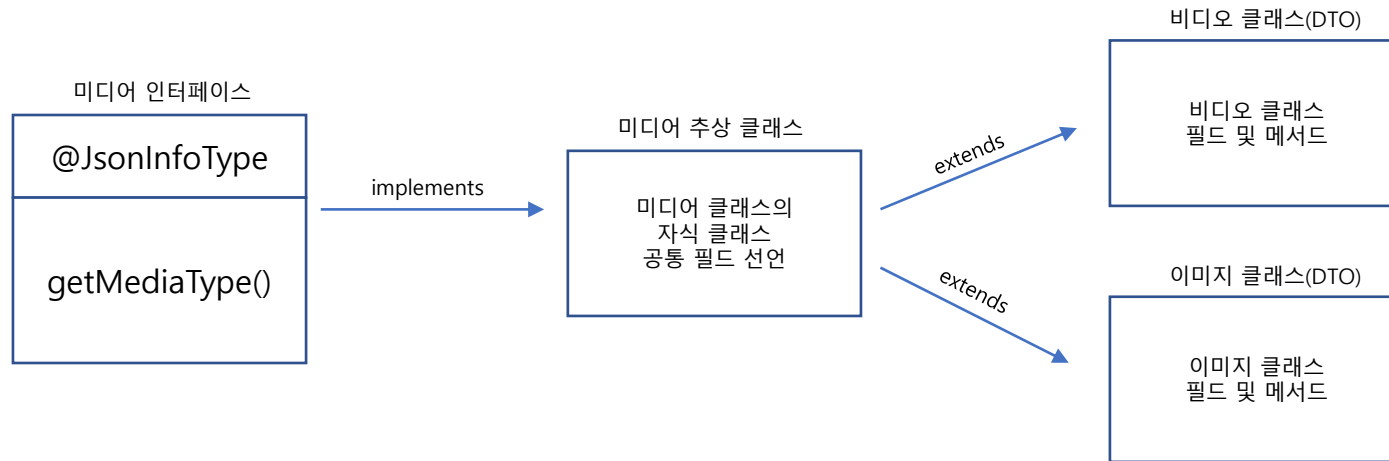 미디어 인터페이스
@JsonInfoType
getMediaType()
implements
미디어 추상 클래스
미디어 클래스의
자식 클래스
공통 필드 선언
extends
extends
비디오 클래스(DTO)
비디오 클래스
필드 및 메서드
이미지 클래스(DTO)
이미지 클래스
필드 및 메서드